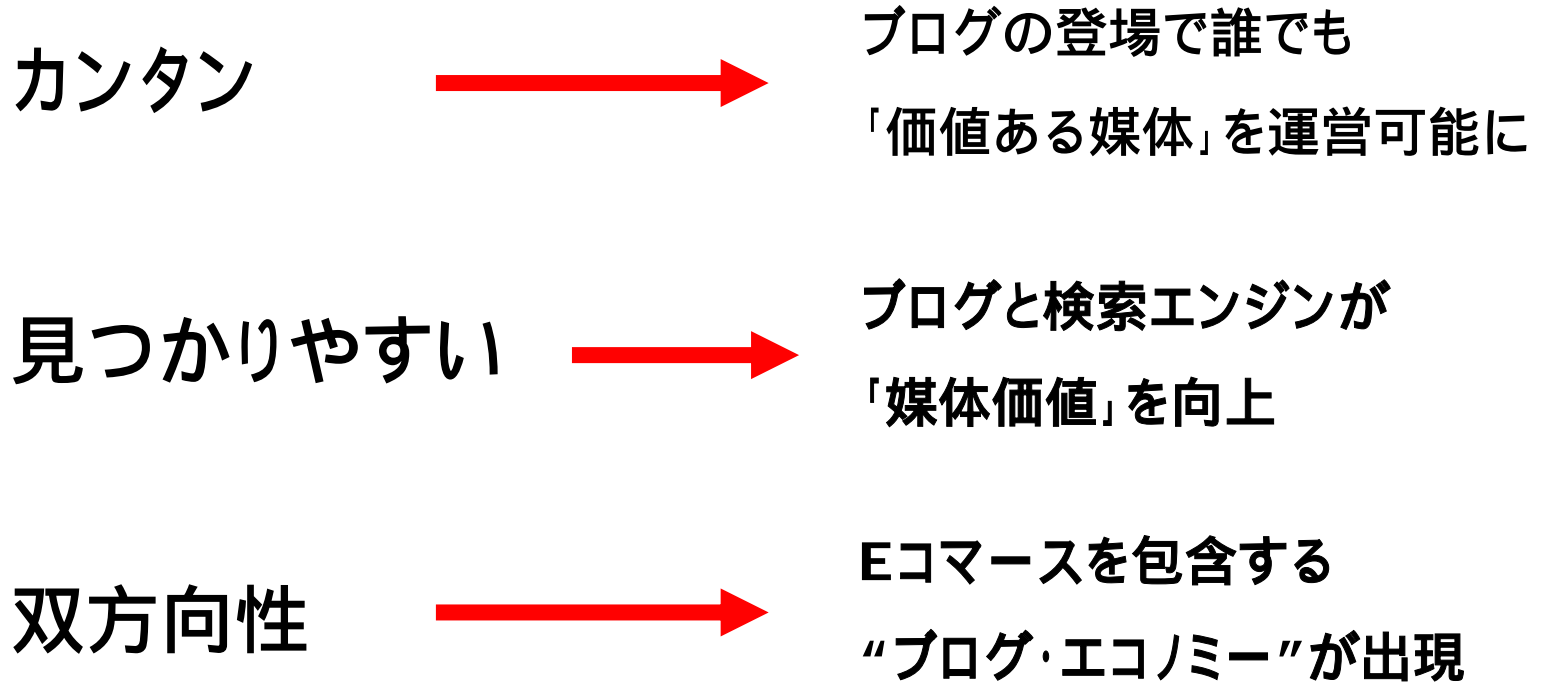 カンタン
ブログの登場で誰でも
「価値ある媒体」を運営可能に
見つかりやすい
ブログと検索エンジンが
「媒体価値」を向上
双方向性
Eコマースを包含する
“ブログ・エコノミー”が出現